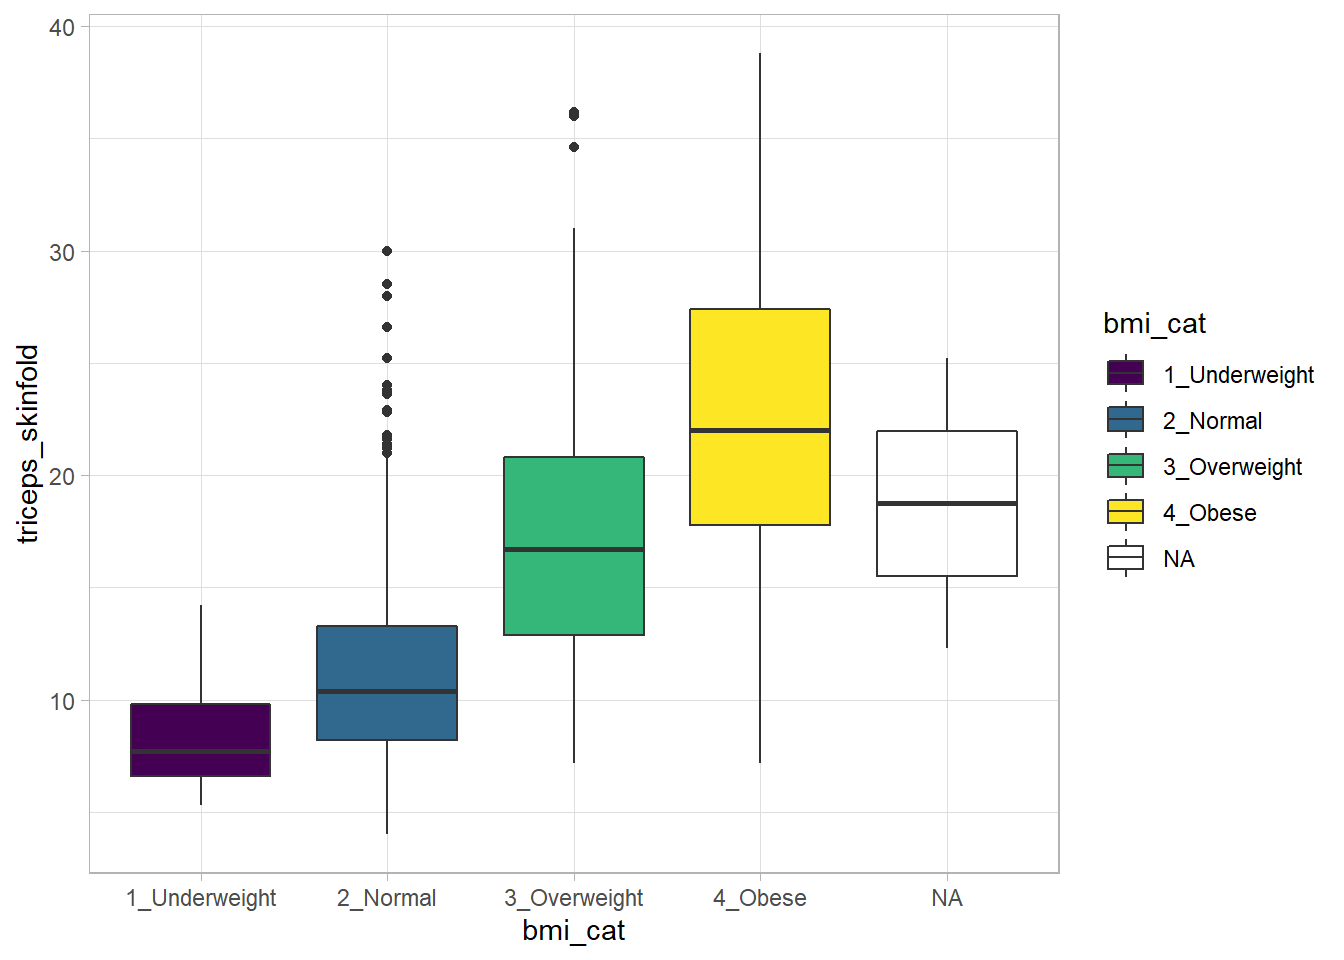 40
30
20
10
triceps_skinfold
1_Underweight
2_Normal
3_Overweight
4_Obese
NA
bmi_cat
bmi_cat
1_Underweight
2_Normal
3_Overweight
4_Obese
NA